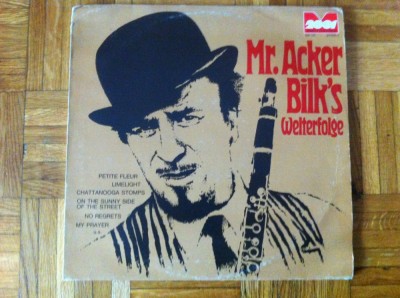 Mr. Acker
Bilk's
Welterfolge
PETITE FLEUR
LIMELIGHT
CHATTANOOGA STOMPS
ON THE SUNNY SIDE
OF THE STREET
NO REGRETS
MY PRAYER